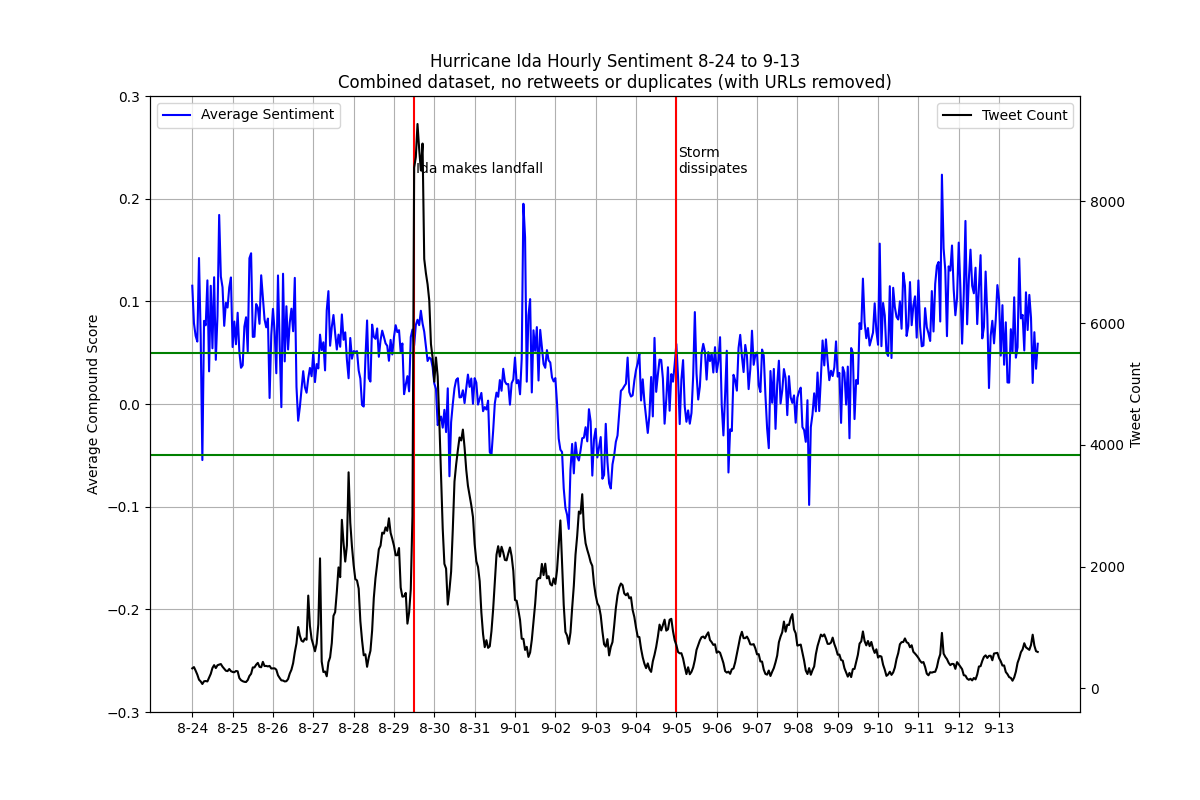 Hurricane Ida Hourly Sentiment 8-24 to 9-13
Combined dataset, no retweets or duplicates (with URLs removed)
Average Sentiment
Tweet Count
Ida makes landfall
Storm
dissipates
Average Compound Score
0.3
0.2
0.1
0.0
−0.1
−0.2
−0.3
8000
6000
4000
2000
0
Tweet Count
8-24 8-25 8-26 8-27 8-28 8-29 8-30 8-31 9-01 9-02 9-03 9-04 9-05 9-06 9-07 9-08 9-09 9-10 9-11 9-12 9-13